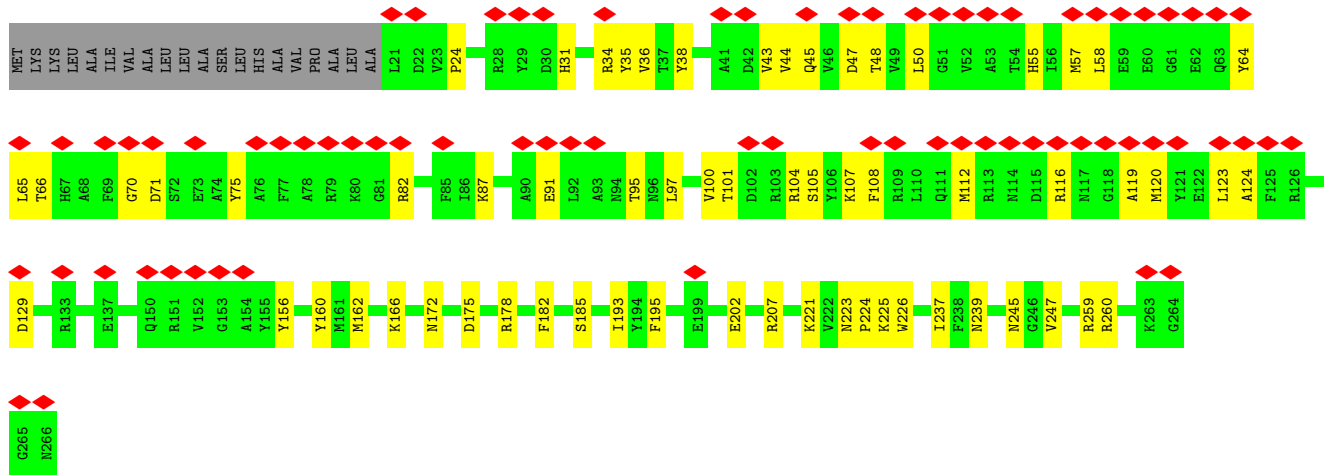 MET LYS LYS LEU LEU ALA ILE VAL ALA LEU LEU ALA SER LEU HIS ALA VAL PRO ALA LEU ALA L21 D22 V23 P24 R28 Y29 D30 H31 R34 Y35 V36 T37 Y38 A41 D42 V43 V44 Q45 V46 D47 T48 V49 L50 G51 V52 A53 T54 H55 I56 M57 L58 E59 E60 G61 E62 Q63 Y64
L65 T66 H67 A68 F69 G70 D71 S72 E73 A74 Y75 A76 F77 A78 R79 K80 G81 R82 F85 I86 K87 A90 E91 L92 A93 N94 T95 N96 L97 V100 T101 D102 R103 R104 S105 Y106 K107 F108 R109 L110 Q111 M112 R113 N114 D115 R116 N117 G118 A119 M120 Y121 E122 L123 A124 F125 R126
D129 R133 E137 Q150 R151 V152 G153 A154 Y155 Y156 Y160 M161 M162 K166 N172 D175 R178 F182 S185 I193 Y194 F195 E199 E202 R207 K221 V222 N223 P224 K225 W226 I237 F238 N239 N245 G246 V247 R259 R260 K263 G264
G265 N266